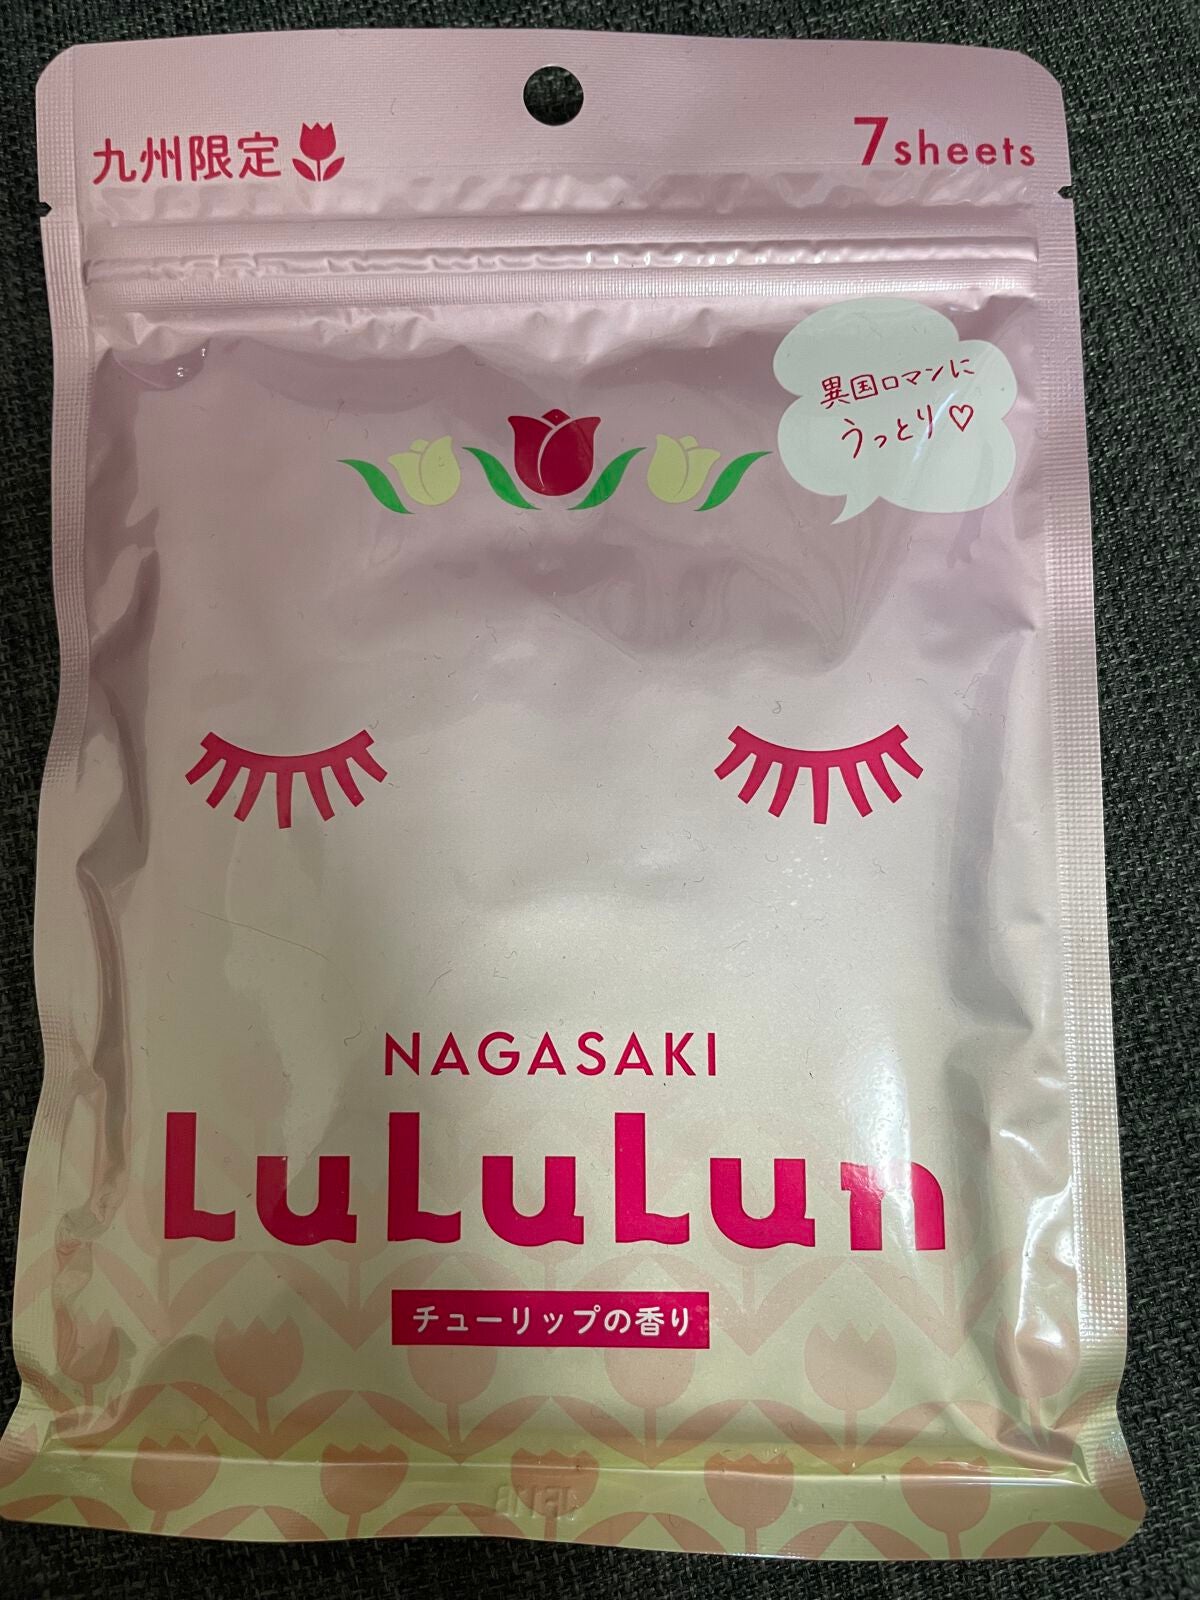 九州限定
7sheets
異国ロマンに
うっとり♡
NAGASAKI
LuLuLun
チューリップの香り